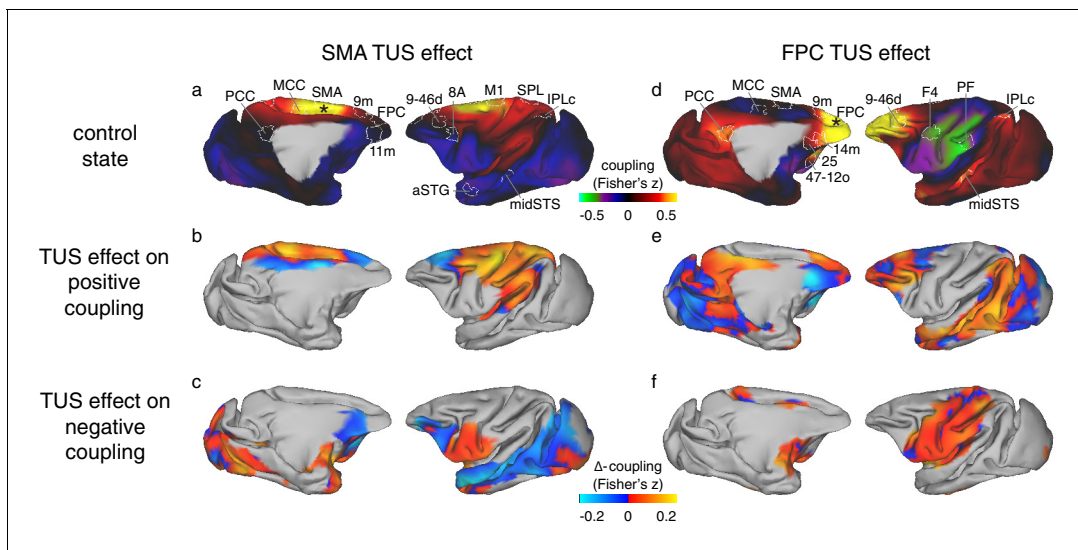 SMA TUS effect
FPC TUS effect
control
state
a
PCC
MCC
SMA
*
9m
FPC
11m
9-46d
8A
M1
SPL
IPLc
aSTG
midSTS
coupling
(Fisher's z)
-0.5 0 0.5
d
PCC
MCC
SMA
9m
FPC
*
14m
25
47-12o
9-46d
F4
PF
IPLc
midSTS
TUS effect on
positive
coupling
b
e
TUS effect on
negative
coupling
c
f
Δ-coupling
(Fisher's z)
-0.2 0 0.2